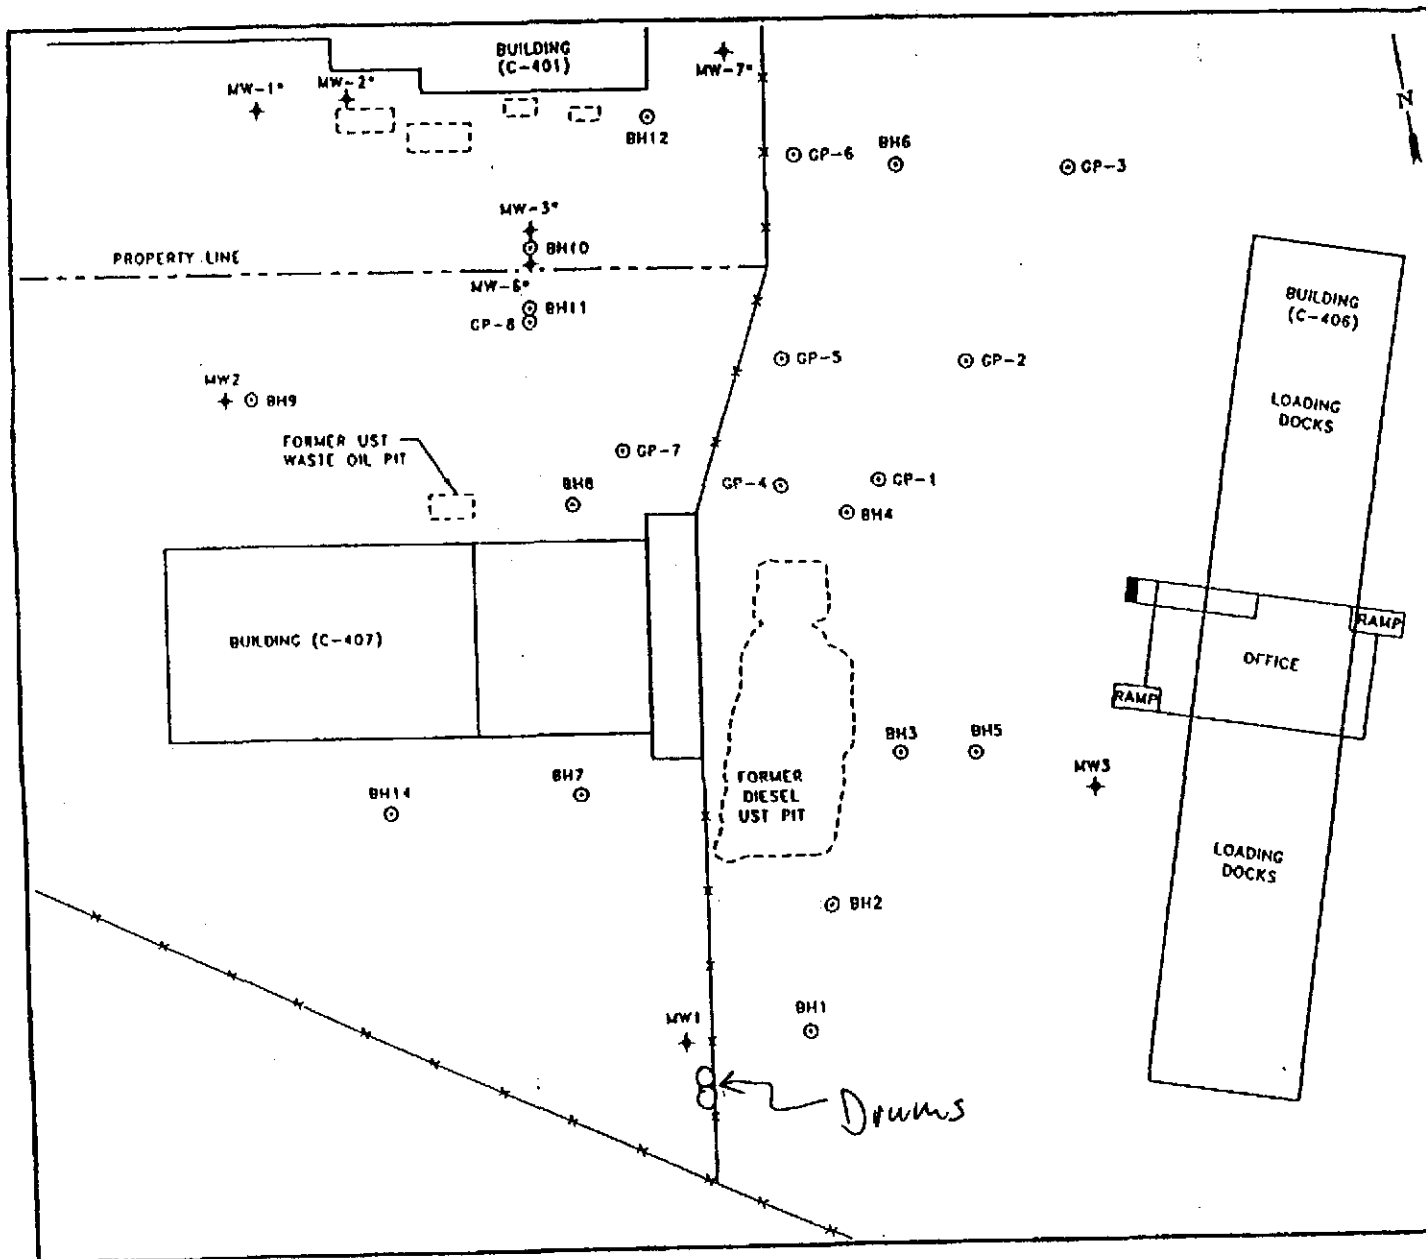 BUILDING
(C-401)
MW-7*
MW-1*
MW-2*
N
BH12
GP-6
BH6
GP-3
MW-3*
BH10
PROPERTY LINE
MW-6*
BH11
GP-8
BUILDING
(C-406)
GP-5
GP-2
MW2
BH9
LOADING
DOCKS
FORMER UST
WASTE OIL PIT
GP-7
BH8
GP-4
GP-1
BH4
BUILDING (C-407)
RAMP
OFFICE
RAMP
BH3
BH5
MW3
FORMER
DIESEL
UST PIT
BH7
BH14
LOADING
DOCKS
BH2
MW1
BH1
Drums